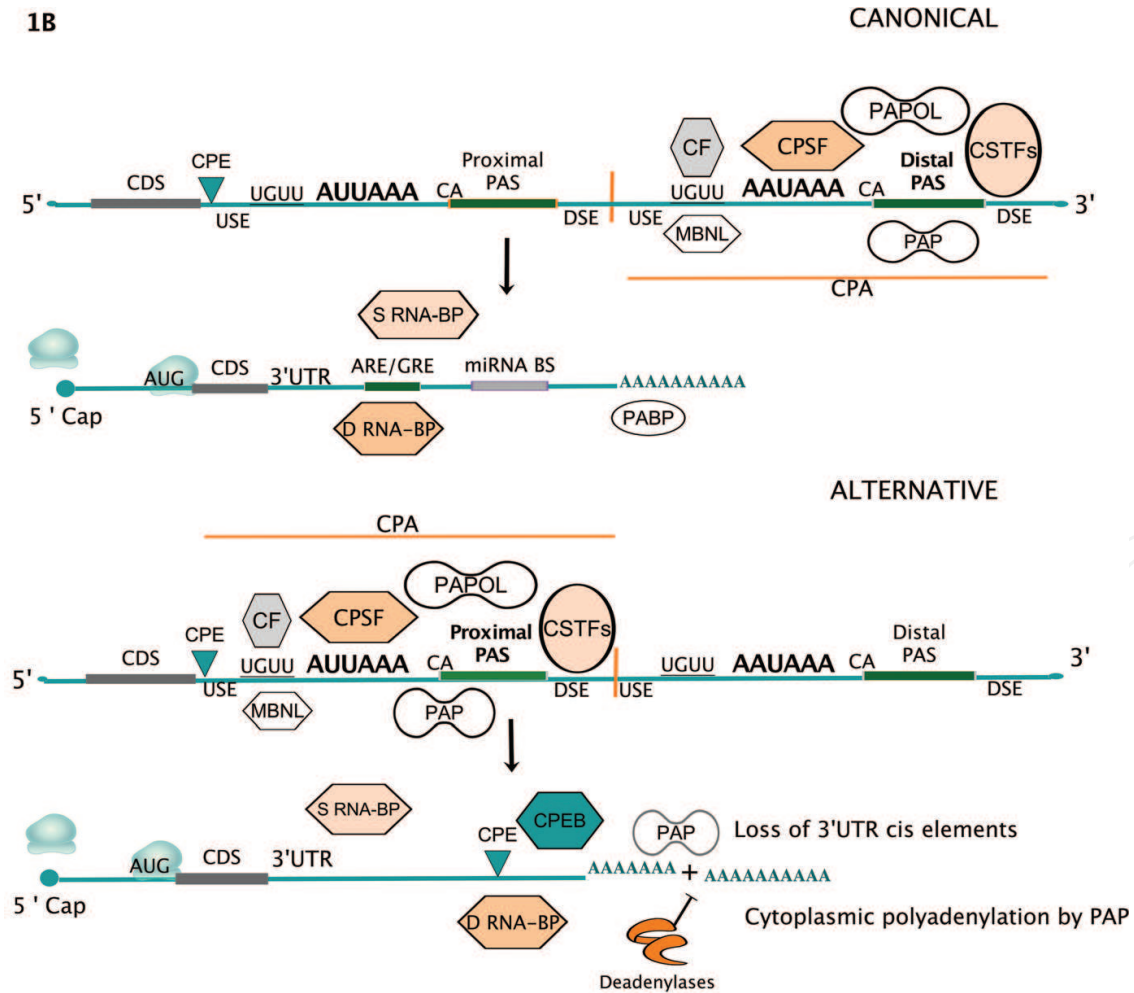 1B
CANONICAL
PAPOL
CF
CPSF
CSTFs
CPE
CDS
UGUU
AUUAAA
CA
Proximal
PAS
UGUU
AAUAAA
CA
Distal
PAS
5'
USE
DSE
USE
DSE
3'
MBNL
PAP
CPA
S RNA-BP
AUG
CDS
3'UTR
ARE/GRE
miRNA BS
AAAAAAAAAA
5 ' Cap
D RNA-BP
PABP
ALTERNATIVE
CPA
PAPOL
CF
CPSF
CSTFs
CPE
CDS
UGUU
AUUAAA
CA
Proximal
PAS
UGUU
AAUAAA
CA
Distal
PAS
3'
5'
USE
DSE
USE
DSE
MBNL
PAP
S RNA-BP
CPEB
CPE
PAP
Loss of 3'UTR cis elements
AUG
CDS
3'UTR
AAAAAAA + AAAAAAAAAA
5 ' Cap
D RNA-BP
Cytoplasmic polyadenylation by PAP
Deadenylases